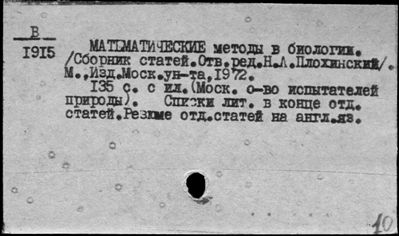 В
1915
МАТЕМАТИЧЕСКИЕ методы в биологии.
/Сборник статей.Отв.ред.Н.А.Плохинский/.
М.,Изд.Моск.ун-та,1972.
135 с. с ил.(Моск. о-во испытателей
природы). Списки лит. в конце отд.
статей.Резюме отд.статей на англ.яз.
10